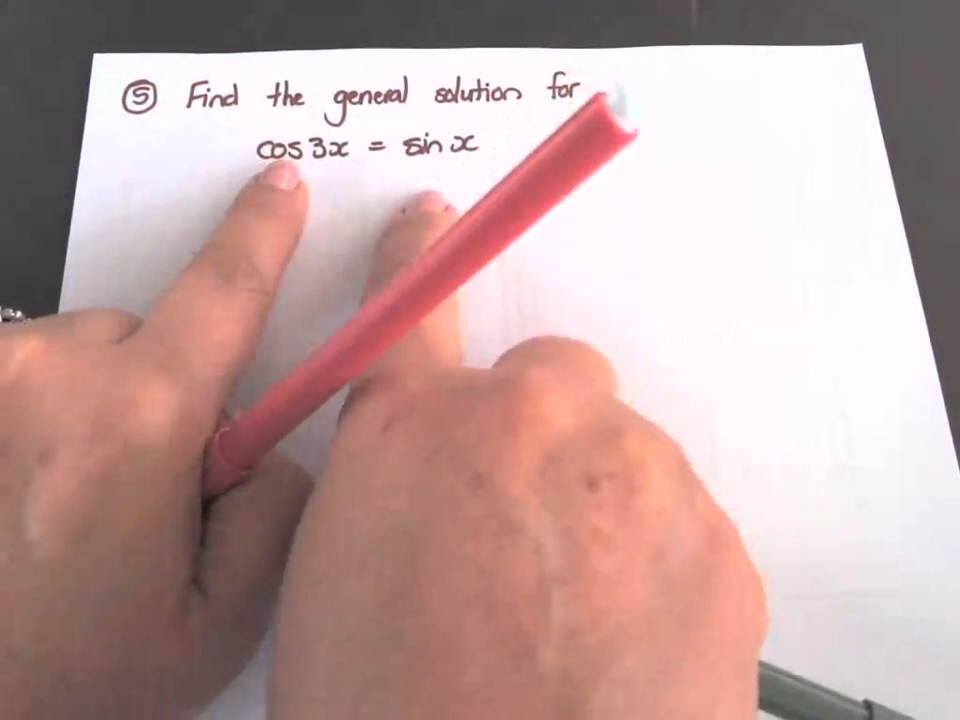 ⑤ Find the general solution for
cos 3x = sin x